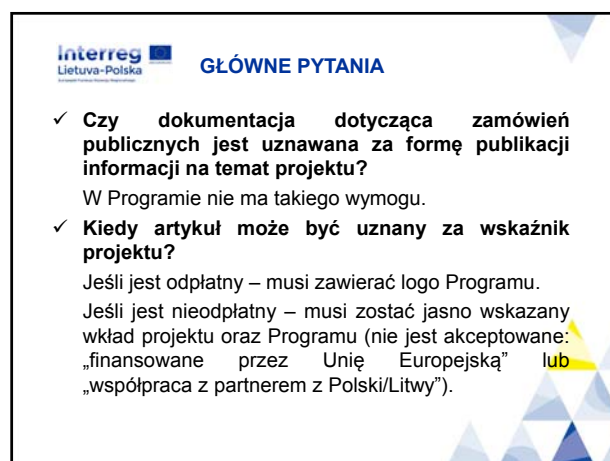 Interreg
Lietuva-Polska
GŁÓWNE PYTANIA
✓ Czy dokumentacja dotycząca zamówień
publicznych jest uznawana za formę publikacji
informacji na temat projektu?
W Programie nie ma takiego wymogu.
✓ Kiedy artykuł może być uznany za wskaźnik
projektu?
Jeśli jest odpłatny – musi zawierać logo Programu.
Jeśli jest nieodpłatny – musi zostać jasno wskazany
wkład projektu oraz Programu (nie jest akceptowane:
„finansowane przez Unię Europejską” lub
„współpraca z partnerem z Polski/Litwy”).